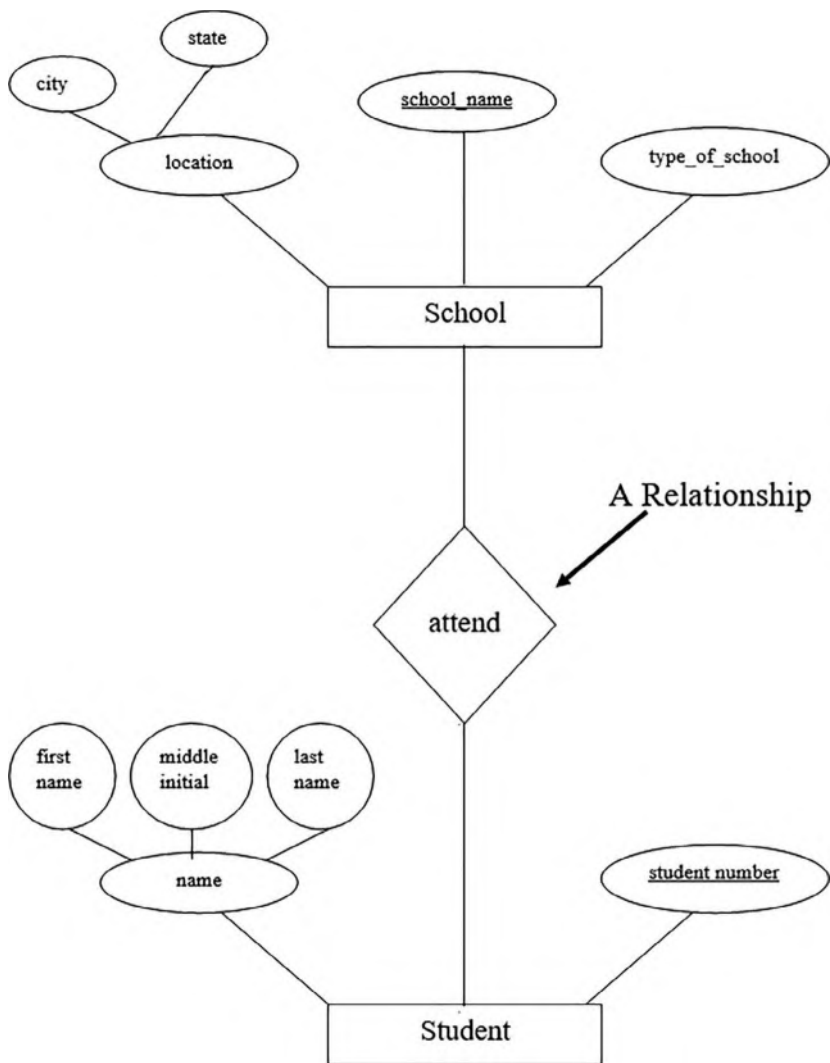 state
city
school_name
location
type_of_school
School
A Relationship
attend
first
name
middle
initial
last
name
name
student number
Student